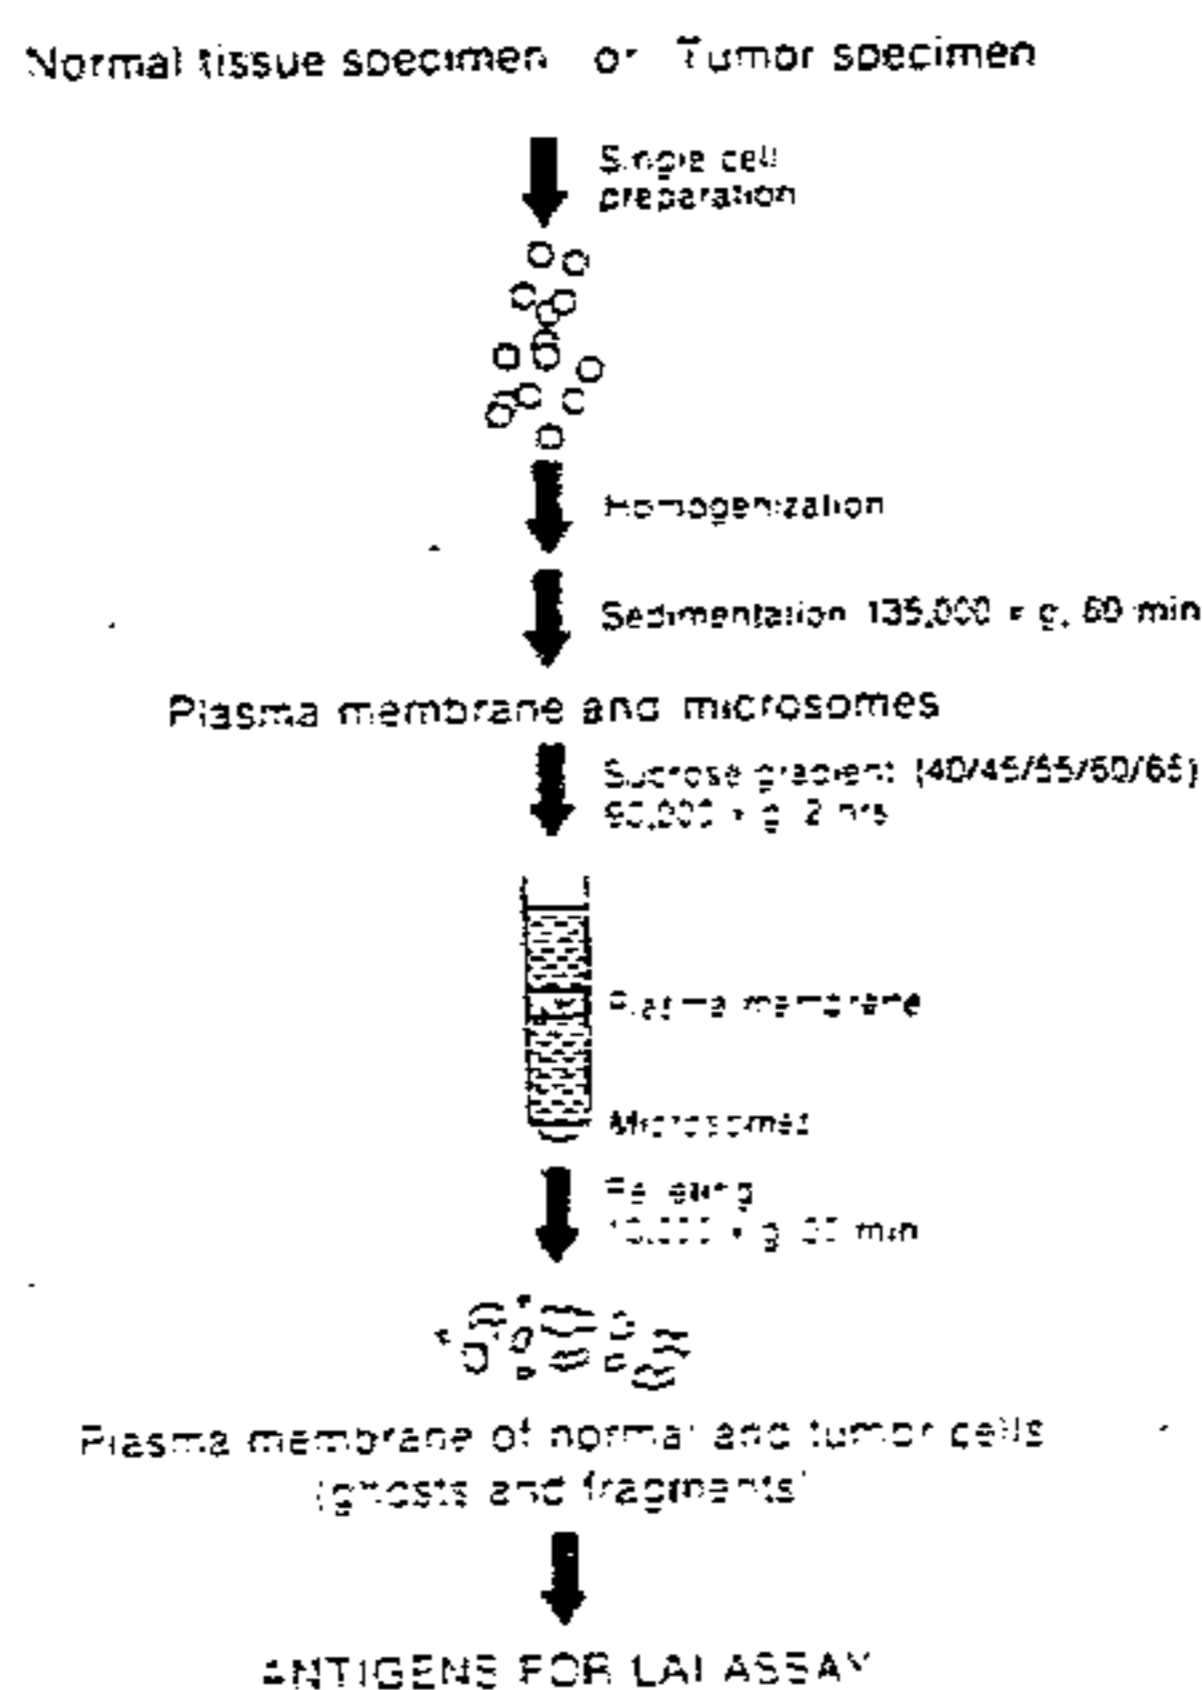 Normal tissue specimen or Tumor specimen
Single cell
preparation
Homogenization
Sedimentation 135,000 × g, 60 min
Plasma membrane and microsomes
Sucrose gradient (40/45/55/60/65)
× g 2 hrs
Plasma membrane
Microsomes
Pelleting
× g min
Plasma membrane of normal and tumor cells
(ghosts and fragments)
ANTIGENS FOR LAI ASSAY